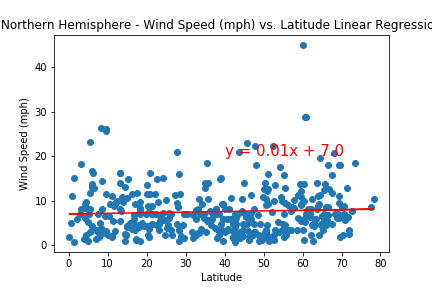 Northern Hemisphere - Wind Speed (mph) vs. Latitude Linear Regressio
Wind Speed (mph)
40
30
20
10
0
y = 0.01x + 7.0
0 10 20 30 40 50 60 70 80
Latitude